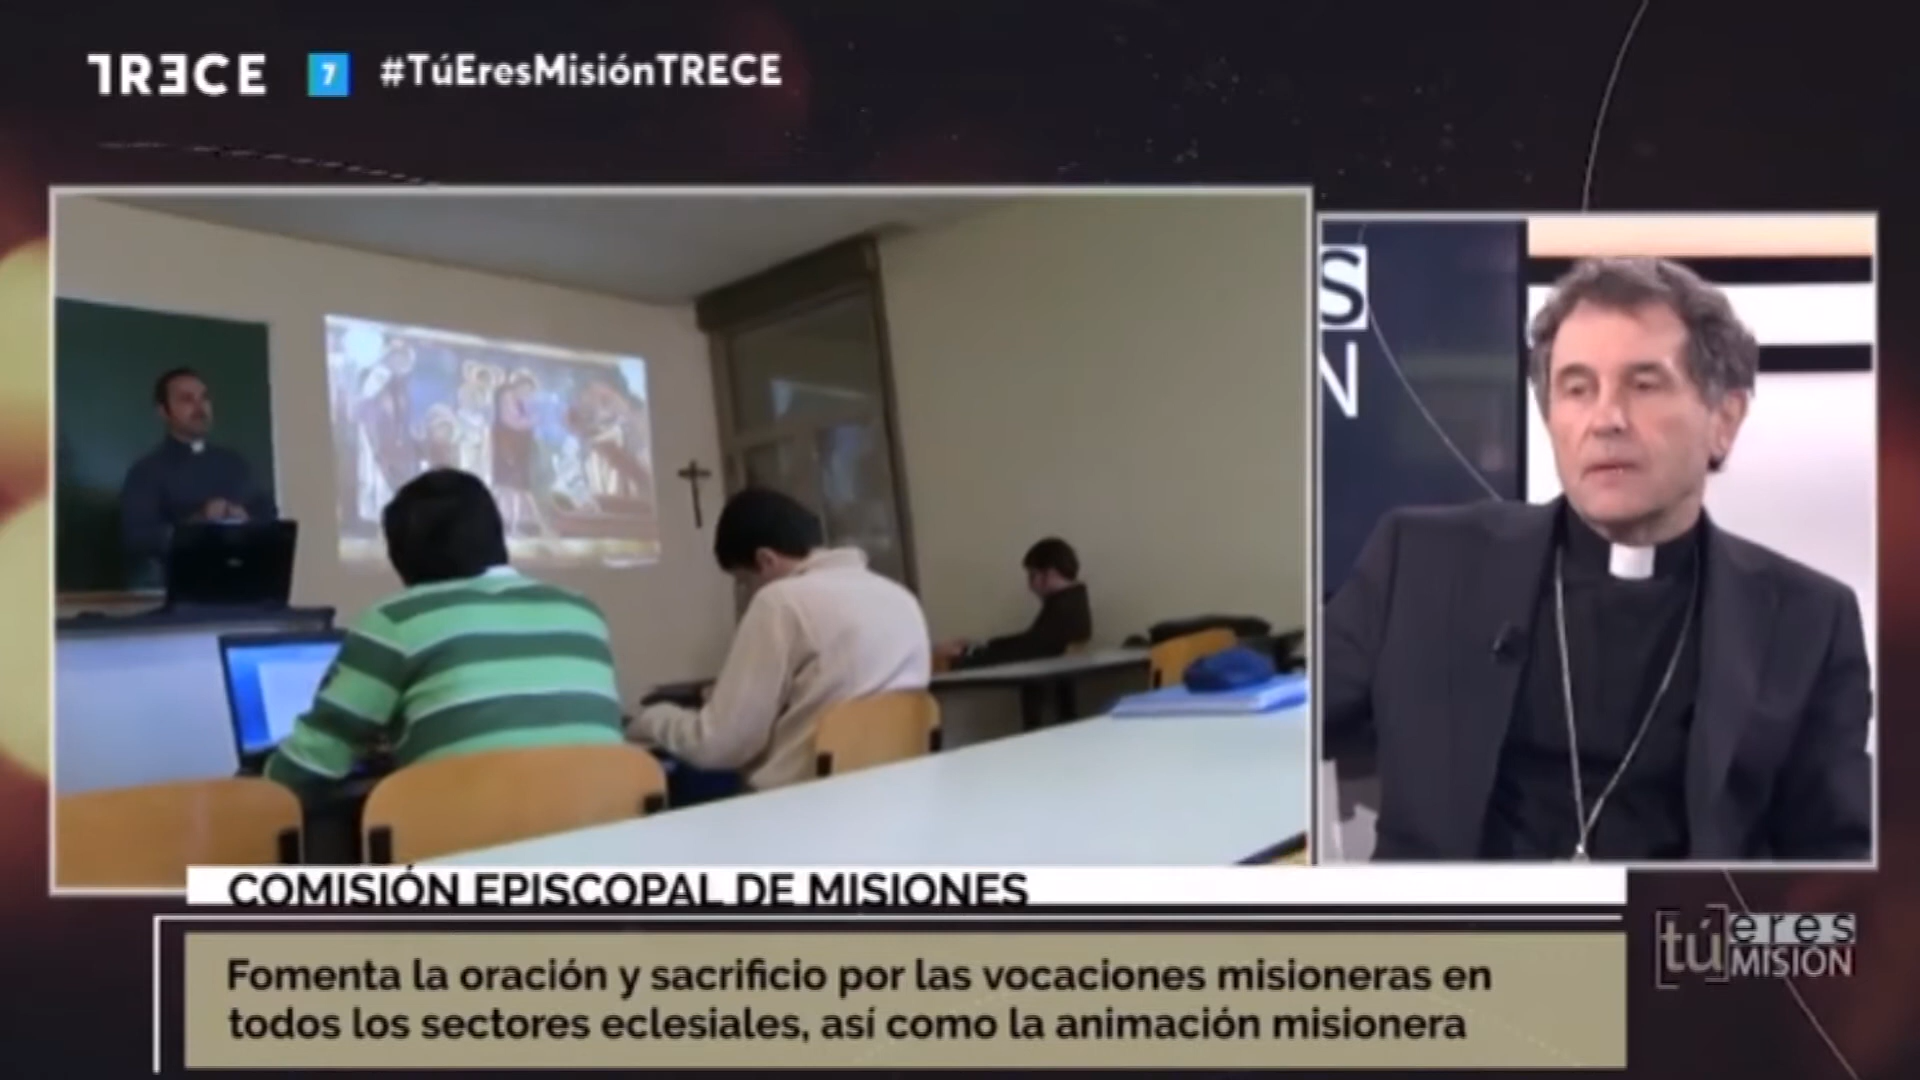 TRECE 7 #TúEresMisiónTRECE
S
N
COMISIÓN EPISCOPAL DE MISIONES
Fomenta la oración y sacrificio por las vocaciones misioneras en
todos los sectores eclesiales, así como la animación misionera
tú eres
MISIÓN